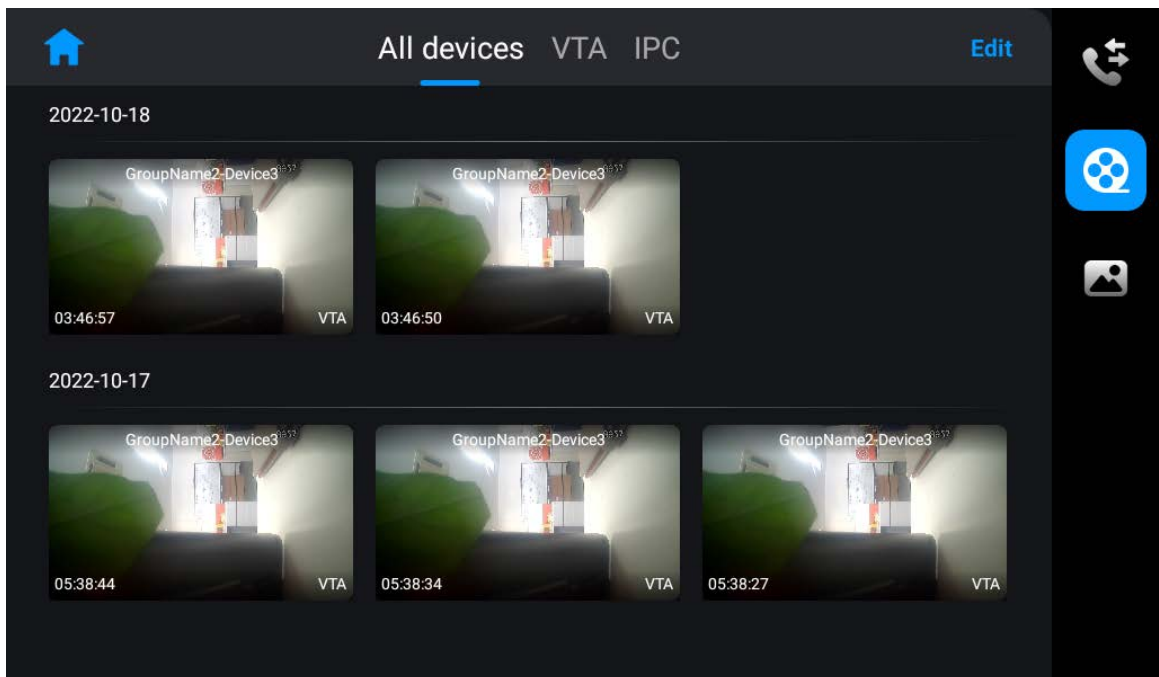 All devices VTA IPC Edit
2022-10-18
GroupName2-Device3 GroupName2-Device3
03:46:57 VTA 03:46:50 VTA
2022-10-17
GroupName2-Device3 GroupName2-Device3 GroupName2-Device3
05:38:44 VTA 05:38:34 VTA 05:38:27 VTA